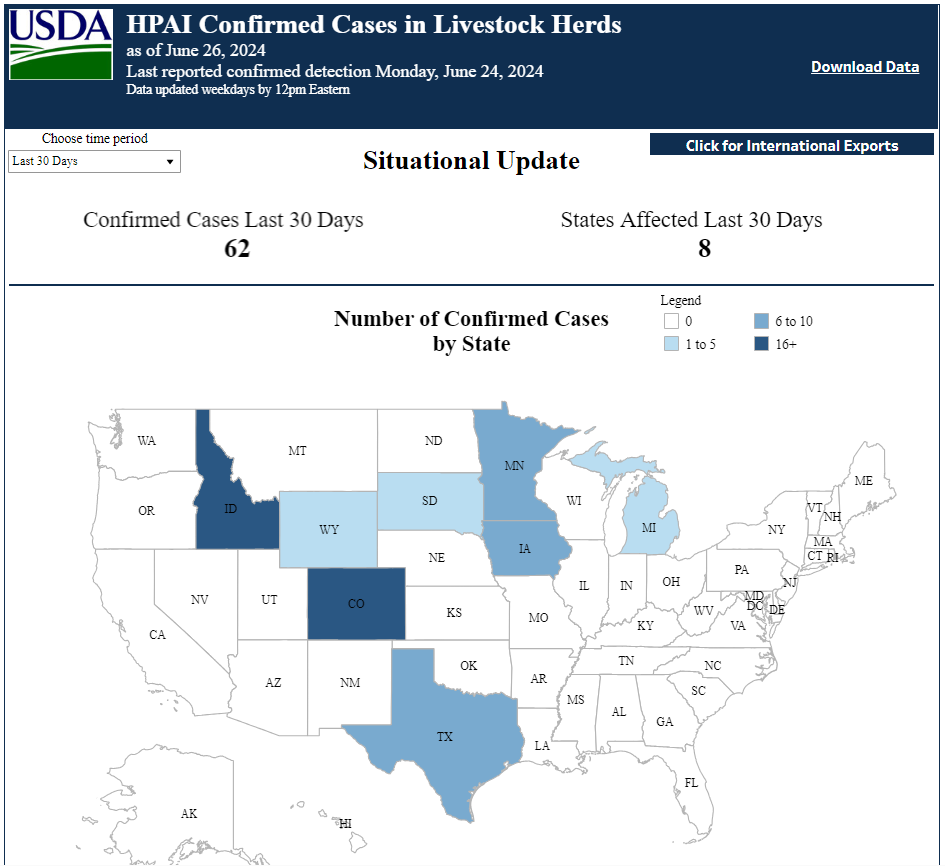 USDA
HPAI Confirmed Cases in Livestock Herds
as of June 26, 2024
Last reported confirmed detection Monday, June 24, 2024
Data updated weekdays by 12pm Eastern
Download Data
Choose time period
Last 30 Days
Click for International Exports
Situational Update
Confirmed Cases Last 30 Days
62
States Affected Last 30 Days
8
Number of Confirmed Cases
by State
Legend
0
6 to 10
1 to 5
16+
WA
MT
ND
MN
ME
OR
ID
WY
SD
WI
MI
VT
NH
NY
MA
CT RI
NE
IA
PA
NJ
NV
UT
CO
KS
IL
IN
OH
MD
DC
DE
WV
VA
CA
MO
KY
AZ
NM
OK
AR
TN
NC
SC
MS
AL
GA
TX
LA
FL
AK
HI